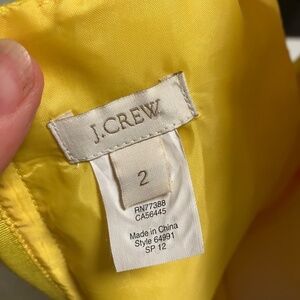 J.CREW
2
RN77388
CA56445
Made in China
Style 64991
SP 12